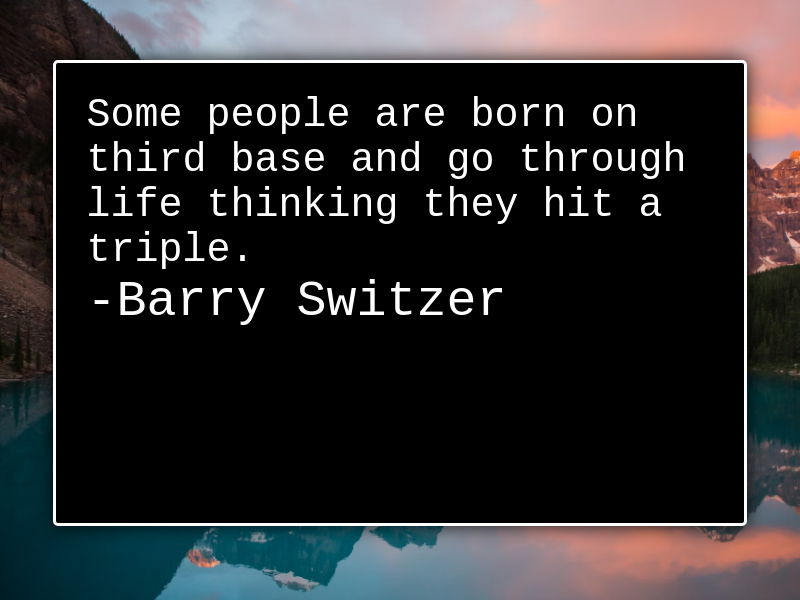 Some people are born on
third base and go through
life thinking they hit a
triple.
-Barry Switzer